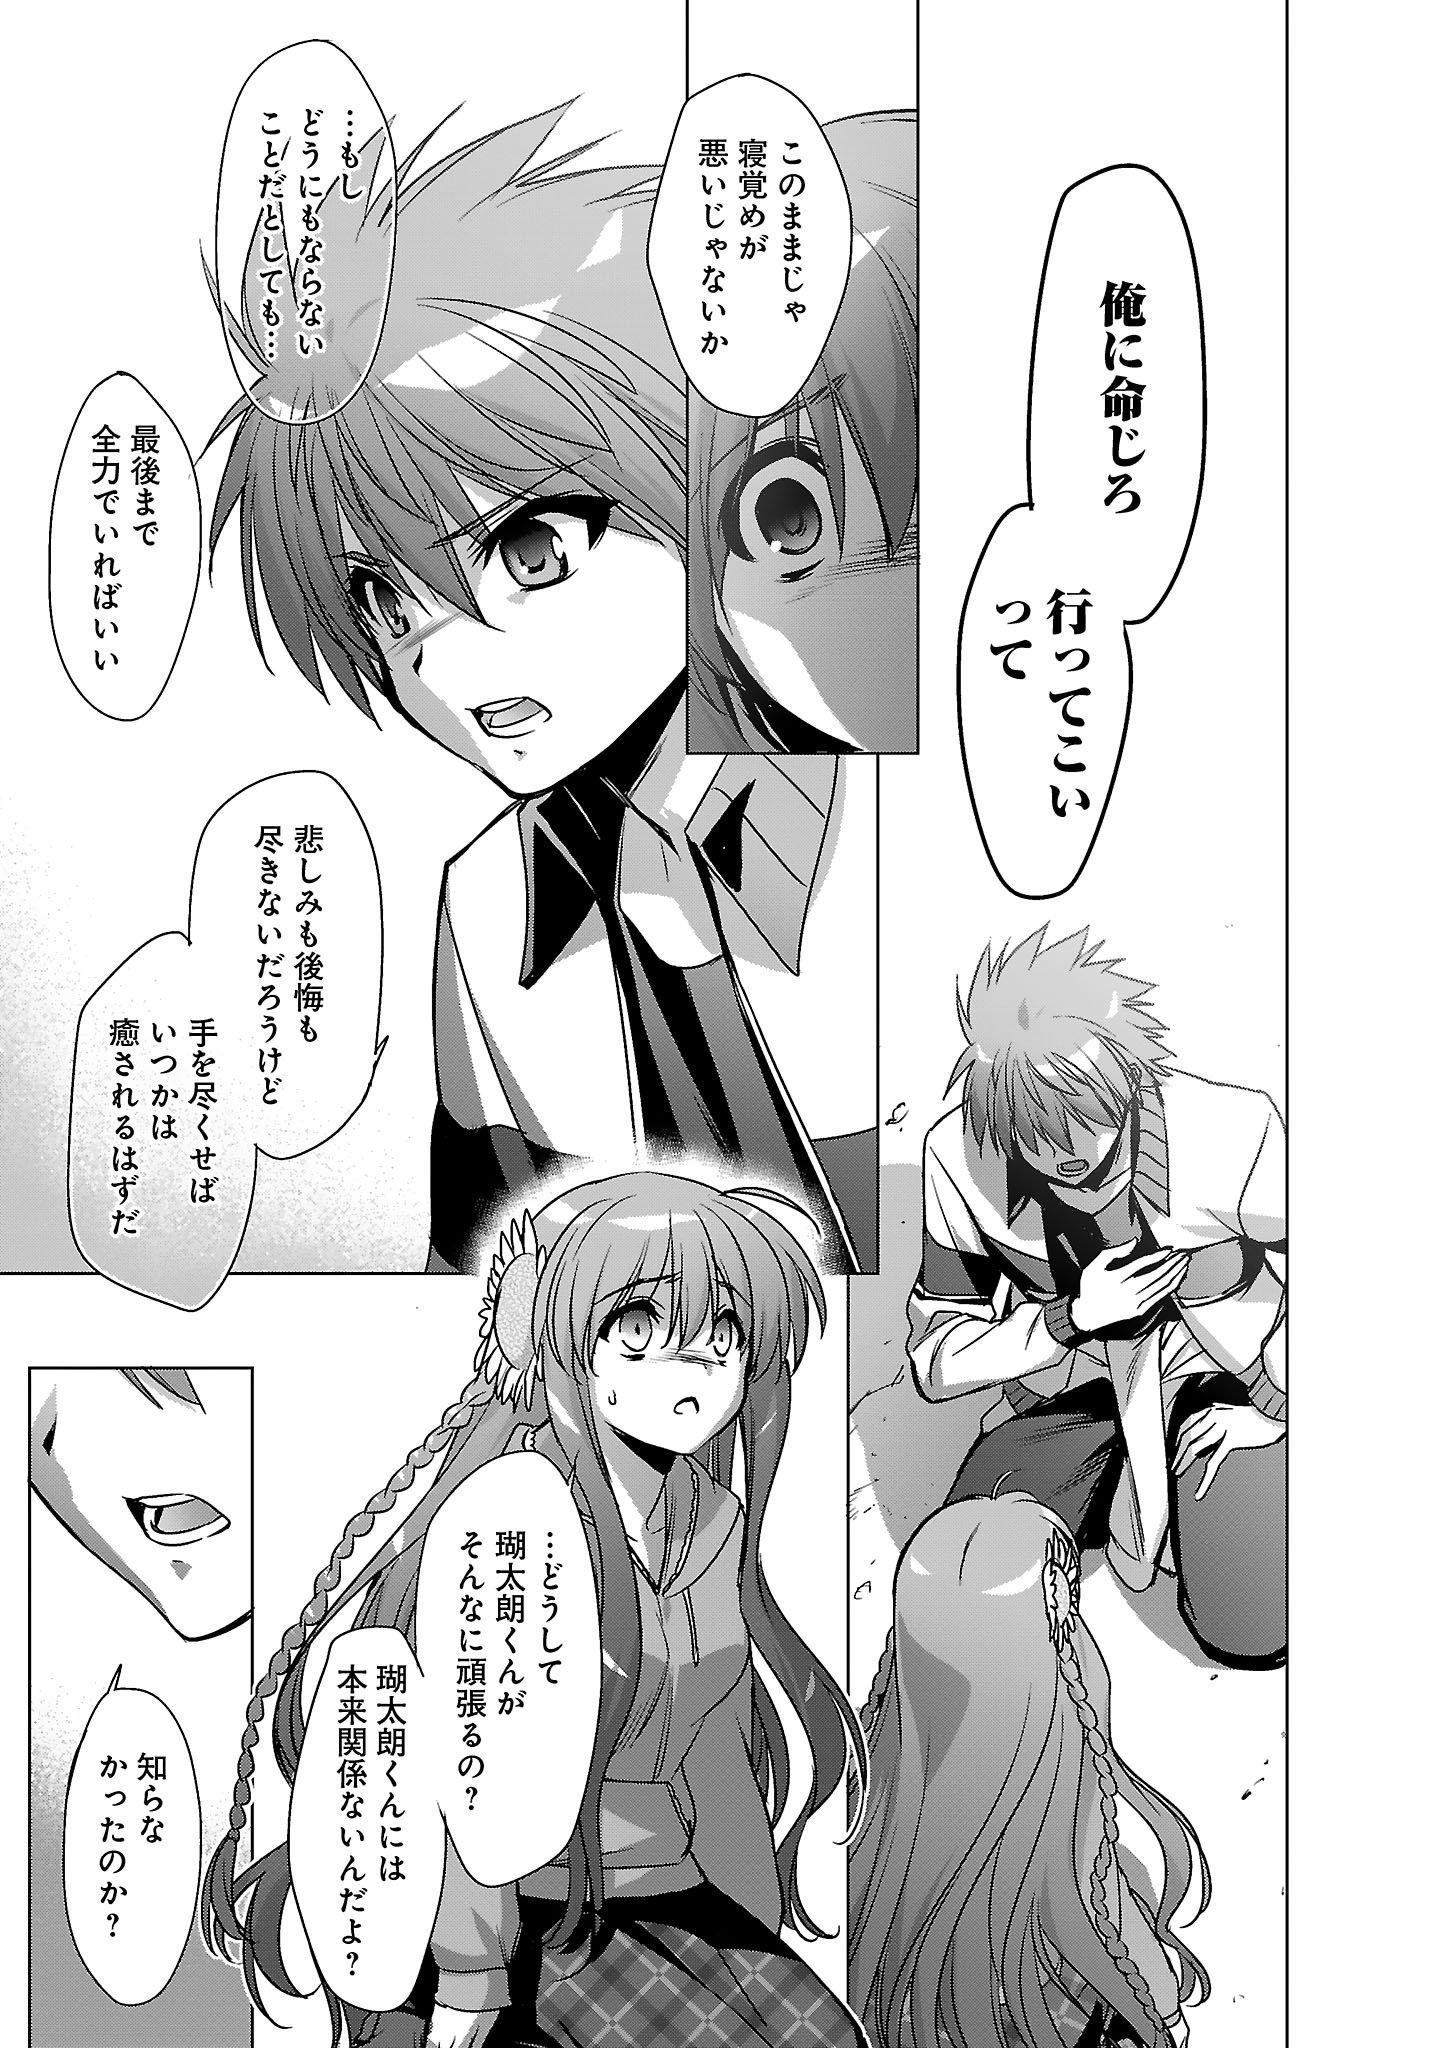 俺に命じろ
行ってこい
って
このままじゃ
寝覚めが
悪いじゃないか
…もし
どうにもならない
ことだとしても…
最後まで
全力でいればいい
悲しみも後悔も
尽きないだろうけど
手を尽くせば
いつかは
癒されるはずだ
…どうして
瑚太朗くんが
そんなに頑張るの？
瑚太朗くんには
本来関係ないんだよ？
知らな
かったのか？